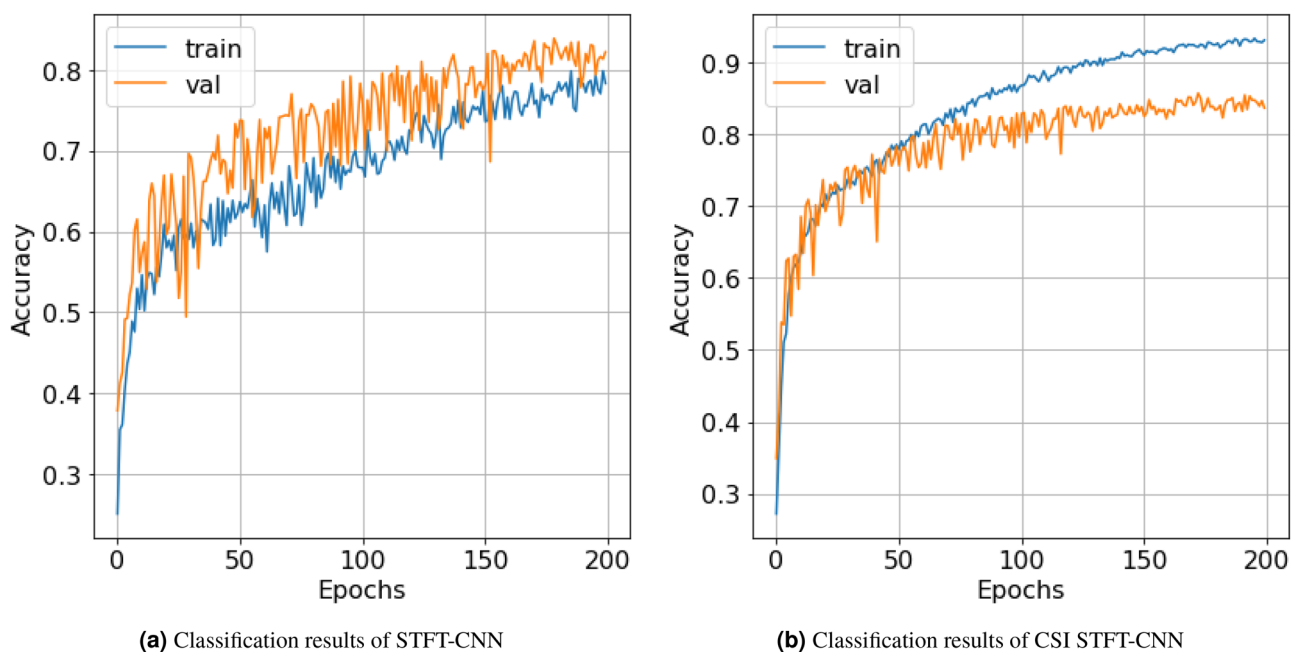 train
val
0.8
0.7
0.6
0.5
0.4
0.3
Accuracy
0 50 100 150 200
Epochs
(a) Classification results of STFT-CNN
train
val
0.9
0.8
0.7
0.6
0.5
0.4
0.3
Accuracy
0 50 100 150 200
Epochs
(b) Classification results of CSI STFT-CNN